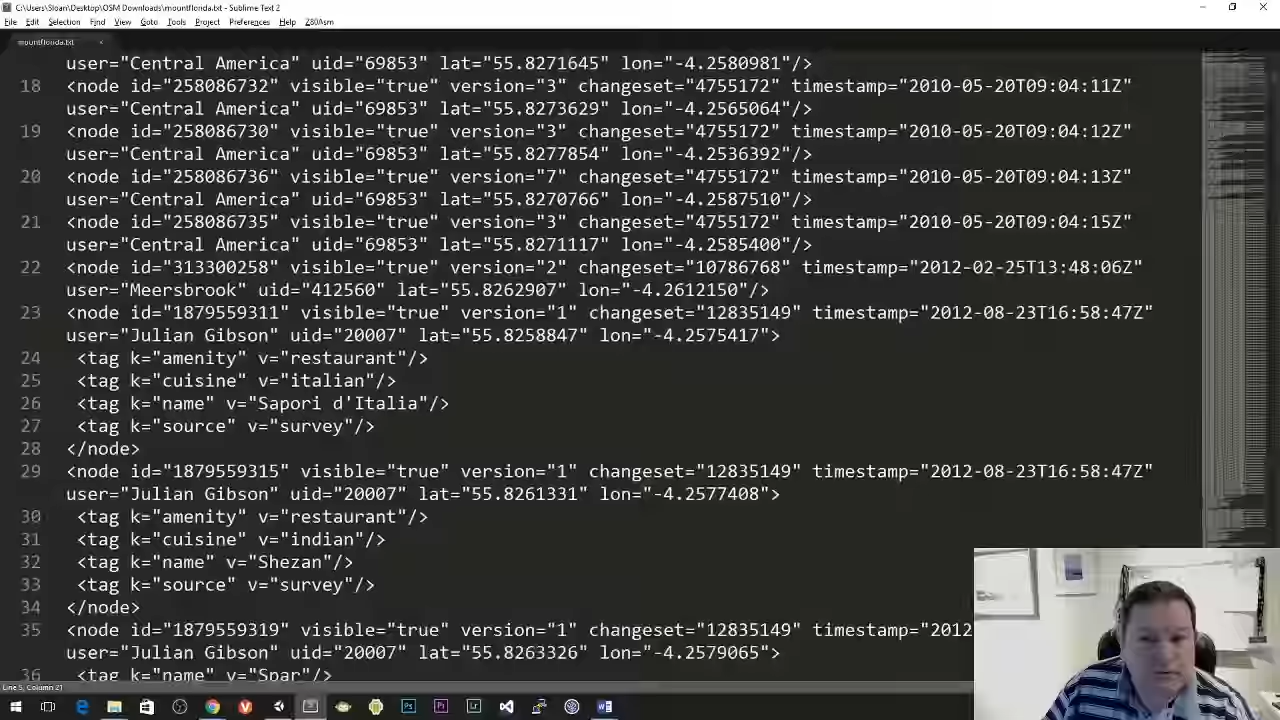 C:\Users\Sloan\Desktop\OSM Downloads\mountflorida.txt - Sublime Text 2
File Edit Selection Find View Goto Tools Project Preferences Help Z80Asm
mountflorida.txt ×
user="Central America" uid="69853" lat="55.8271645" lon="-4.2580981"/>
18 <node id="258086732" visible="true" version="3" changeset="4755172" timestamp="2010-05-20T09:04:11Z"
user="Central America" uid="69853" lat="55.8273629" lon="-4.2565064"/>
19 <node id="258086730" visible="true" version="3" changeset="4755172" timestamp="2010-05-20T09:04:12Z"
user="Central America" uid="69853" lat="55.8277854" lon="-4.2536392"/>
20 <node id="258086736" visible="true" version="7" changeset="4755172" timestamp="2010-05-20T09:04:13Z"
user="Central America" uid="69853" lat="55.8270766" lon="-4.2587510"/>
21 <node id="258086735" visible="true" version="3" changeset="4755172" timestamp="2010-05-20T09:04:15Z"
user="Central America" uid="69853" lat="55.8271117" lon="-4.2585400"/>
22 <node id="313300258" visible="true" version="2" changeset="10786768" timestamp="2012-02-25T13:48:06Z"
user="Meersbrook" uid="412560" lat="55.8262907" lon="-4.2612150"/>
23 <node id="1879559311" visible="true" version="1" changeset="12835149" timestamp="2012-08-23T16:58:47Z"
user="Julian Gibson" uid="20007" lat="55.8258847" lon="-4.2575417">
24 <tag k="amenity" v="restaurant"/>
25 <tag k="cuisine" v="italian"/>
26 <tag k="name" v="Sapori d'Italia"/>
27 <tag k="source" v="survey"/>
28 </node>
29 <node id="1879559315" visible="true" version="1" changeset="12835149" timestamp="2012-08-23T16:58:47Z"
user="Julian Gibson" uid="20007" lat="55.8261331" lon="-4.2577408">
30 <tag k="amenity" v="restaurant"/>
31 <tag k="cuisine" v="indian"/>
32 <tag k="name" v="Shezan"/>
33 <tag k="source" v="survey"/>
34 </node>
35 <node id="1879559319" visible="true" version="1" changeset="12835149" timestamp="2012
user="Julian Gibson" uid="20007" lat="55.8263326" lon="-4.2579065">
36 <tag k="name" v="Spar"/>
Line 5, Column 21